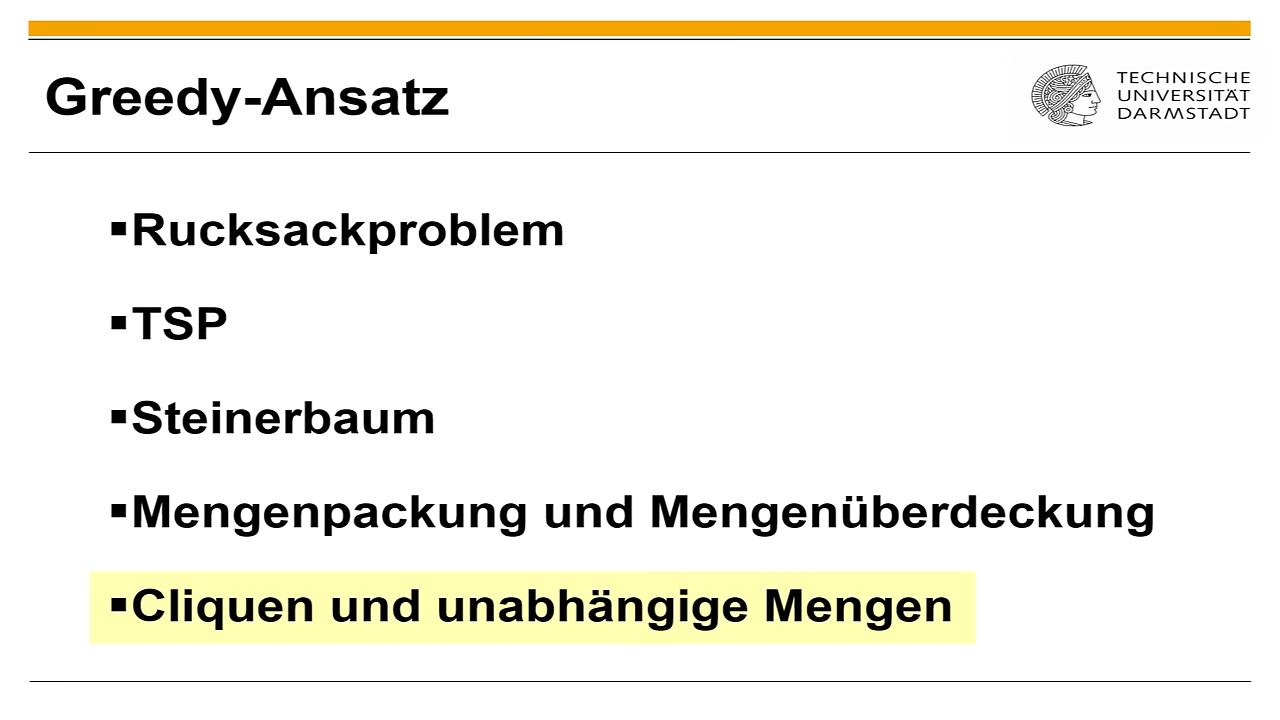 Greedy-Ansatz
TECHNISCHE
UNIVERSITÄT
DARMSTADT
▪Rucksackproblem
▪TSP
▪Steinerbaum
▪Mengenpackung und Mengenüberdeckung
▪Cliquen und unabhängige Mengen